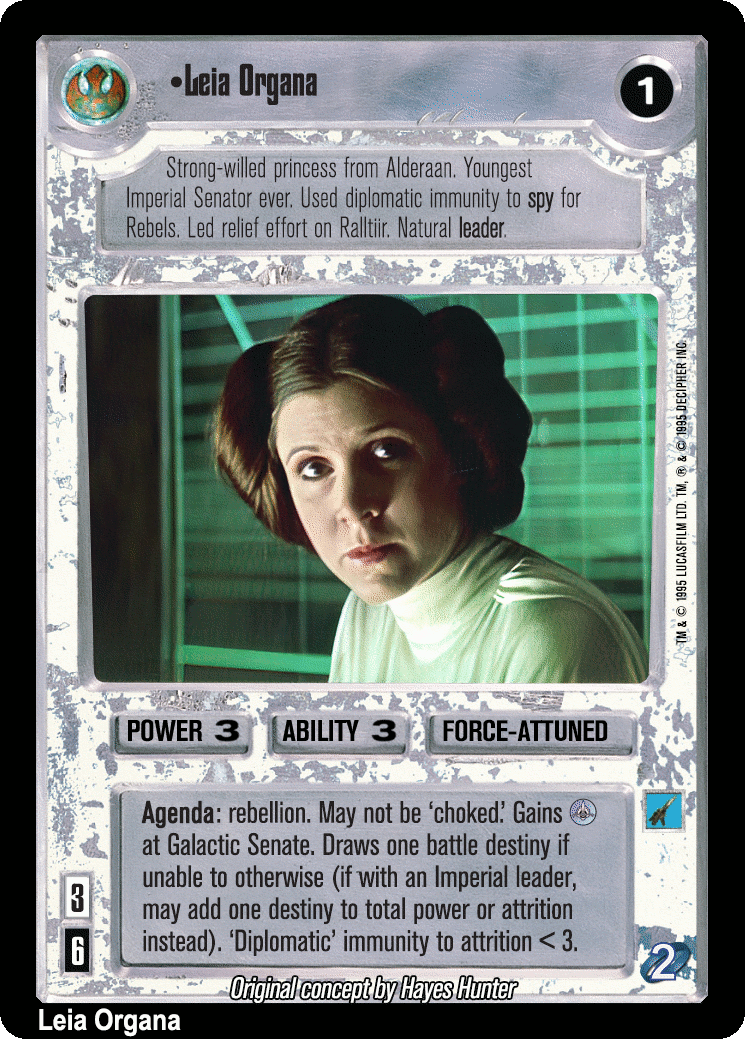 •Leia Organa
1
Strong-willed princess from Alderaan. Youngest
Imperial Senator ever. Used diplomatic immunity to spy for
Rebels. Led relief effort on Ralltiir. Natural leader.
TM & © 1995 LUCASFILM LTD. TM, ® & © 1995 DECIPHER INC.
POWER 3
ABILITY 3
FORCE-ATTUNED
Agenda: rebellion. May not be ‘choked.’ Gains
at Galactic Senate. Draws one battle destiny if
unable to otherwise (if with an Imperial leader,
may add one destiny to total power or attrition
instead). ‘Diplomatic’ immunity to attrition < 3.
3
6
2
Original concept by Hayes Hunter
Leia Organa